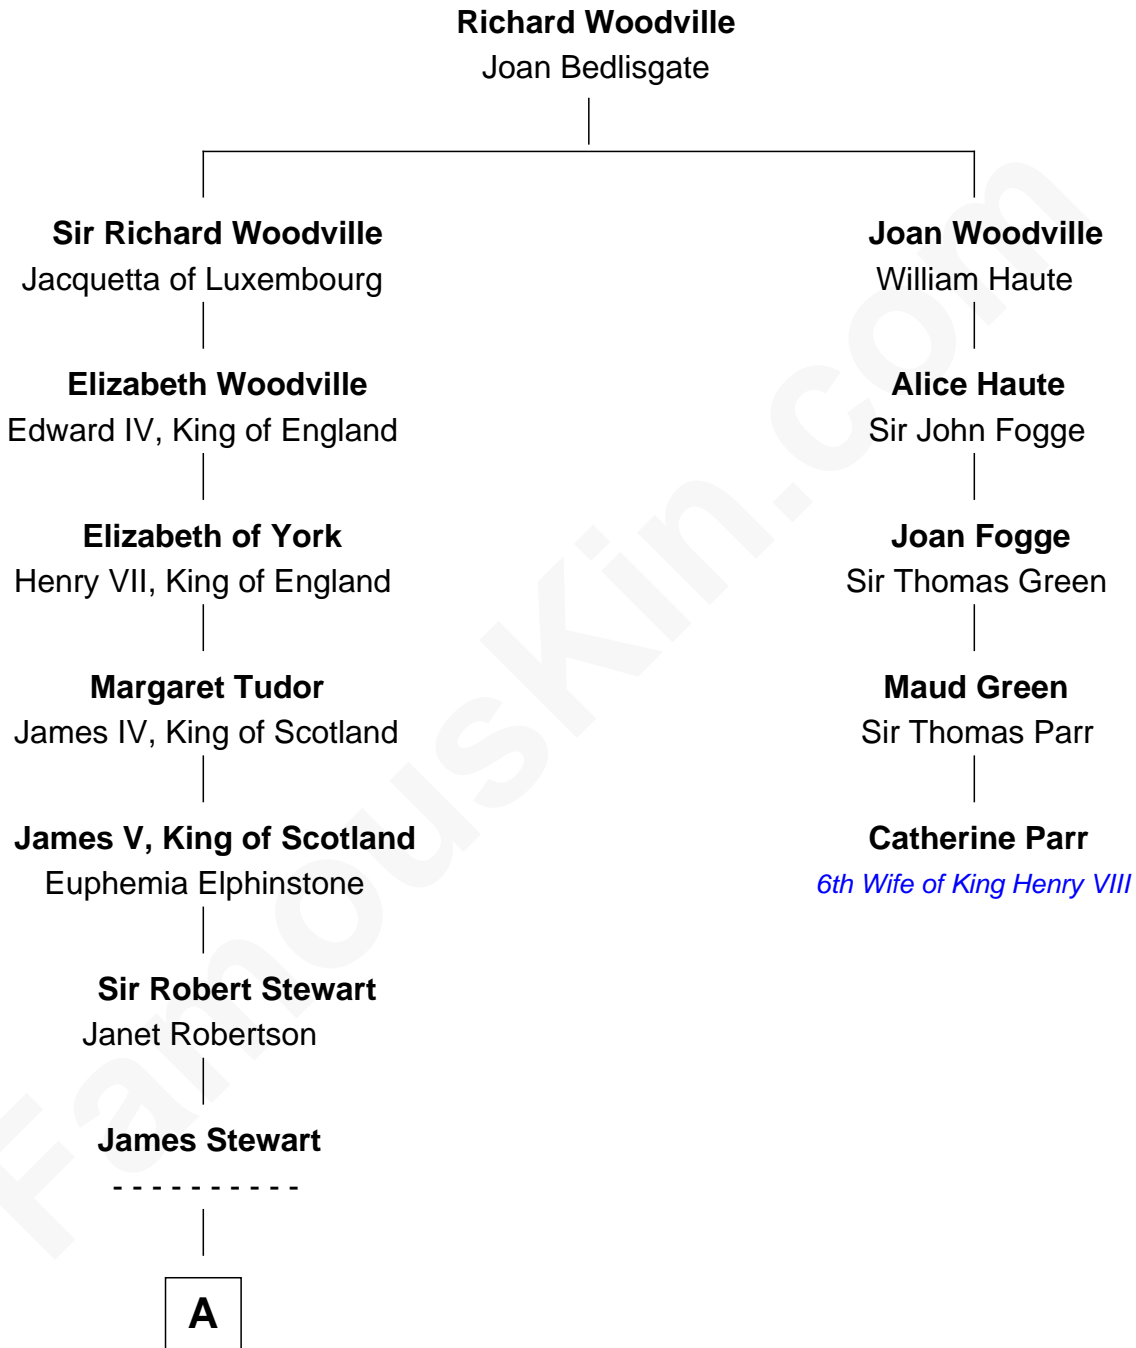 Richard Woodville
Joan Bedlisgate
Sir Richard Woodville
Jacquetta of Luxembourg
Joan Woodville
William Haute
Elizabeth Woodville
Edward IV, King of England
Alice Haute
Sir John Fogge
Elizabeth of York
Henry VII, King of England
Joan Fogge
Sir Thomas Green
Margaret Tudor
James IV, King of Scotland
Maud Green
Sir Thomas Parr
James V, King of Scotland
Euphemia Elphinstone
Catherine Parr
6th Wife of King Henry VIII
Sir Robert Stewart
Janet Robertson
James Stewart
- - - - - - - - - -
A
FamousKin.com